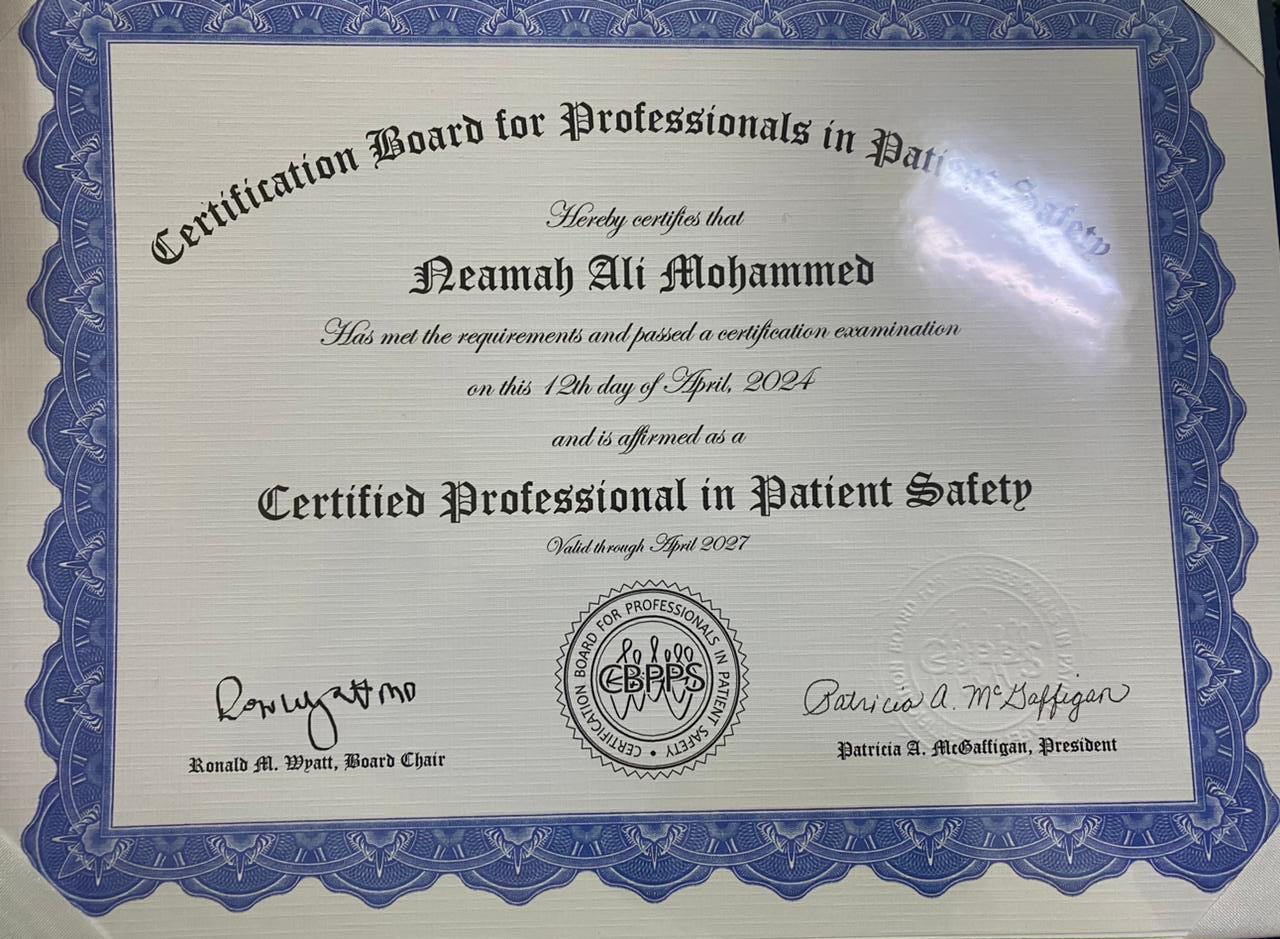 Certification Board for Professionals in Patient Safety
Hereby certifies that
Neamah Ali Mohammed
Has met the requirements and passed a certification examination
on this 12th day of April, 2024
and is affirmed as a
Certified Professional in Patient Safety
Valid through April 2027
CERTIFICATION BOARD FOR PROFESSIONALS IN PATIENT SAFETY •
CBPPS
Ronald M. Wyatt, Board Chair
Patricia A. McGaffigan
Patricia A. McGaffigan, President